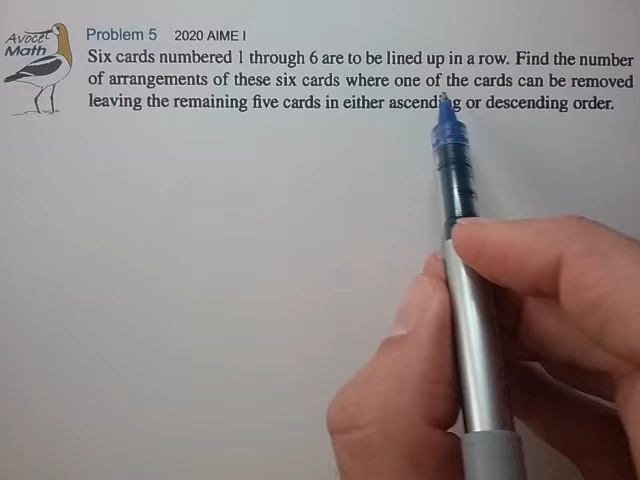 Avocet
Math
Problem 5 2020 AIME I
Six cards numbered 1 through 6 are to be lined up in a row. Find the number
of arrangements of these six cards where one of the cards can be removed
leaving the remaining five cards in either ascending or descending order.